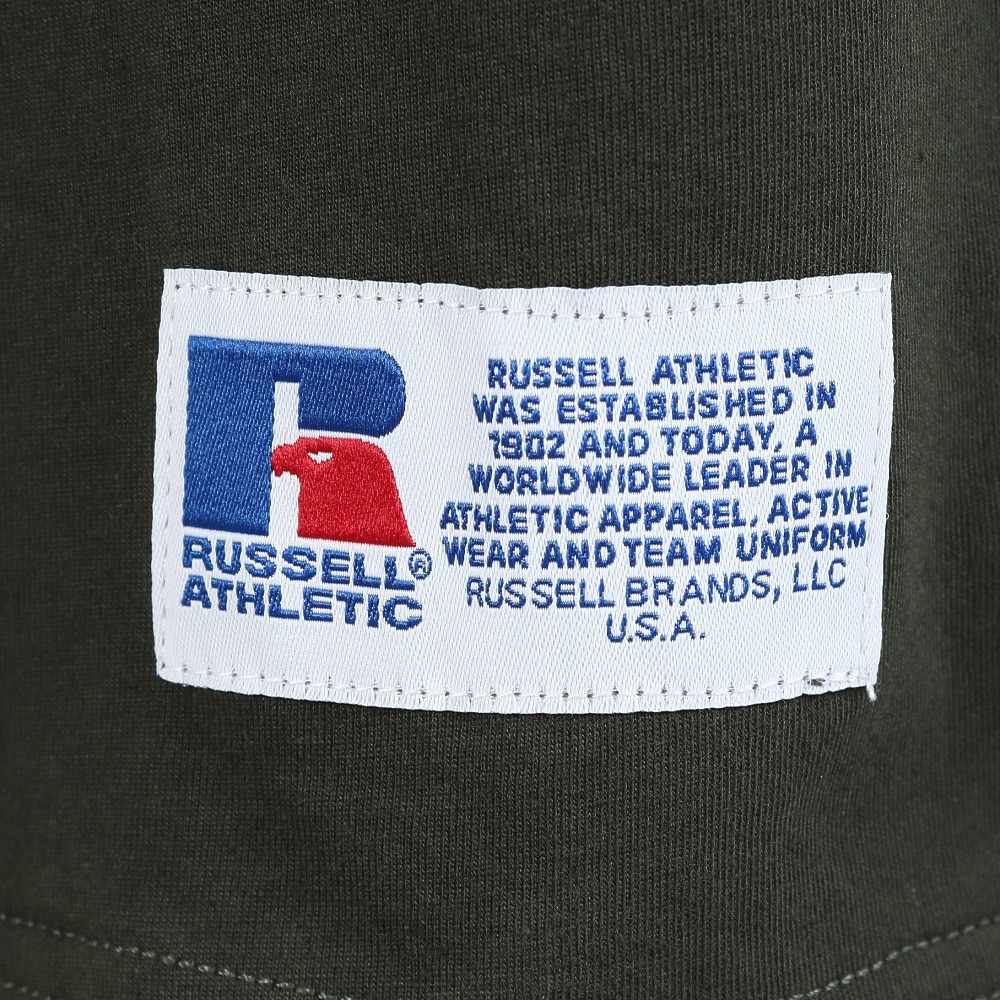 RUSSELL®
ATHLETIC
RUSSELL ATHLETIC
WAS ESTABLISHED IN
1902 AND TODAY, A
WORLDWIDE LEADER IN
ATHLETIC APPAREL, ACTIVE
WEAR AND TEAM UNIFORM
RUSSELL BRANDS, LLC
U.S.A.